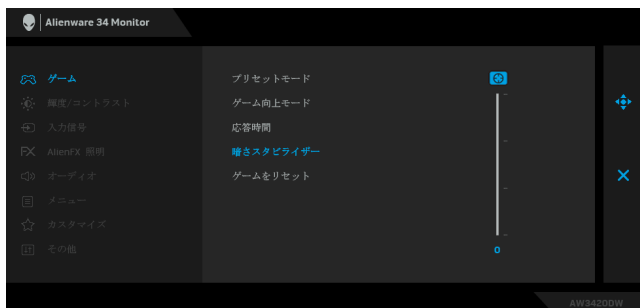 Alienware 34 Monitor
ゲーム
輝度/コントラスト
入力信号
AlienFX 照明
オーディオ
メニュー
カスタマイズ
その他
プリセットモード
ゲーム向上モード
応答時間
暗さスタビライザー
ゲームをリセット
0
AW3420DW